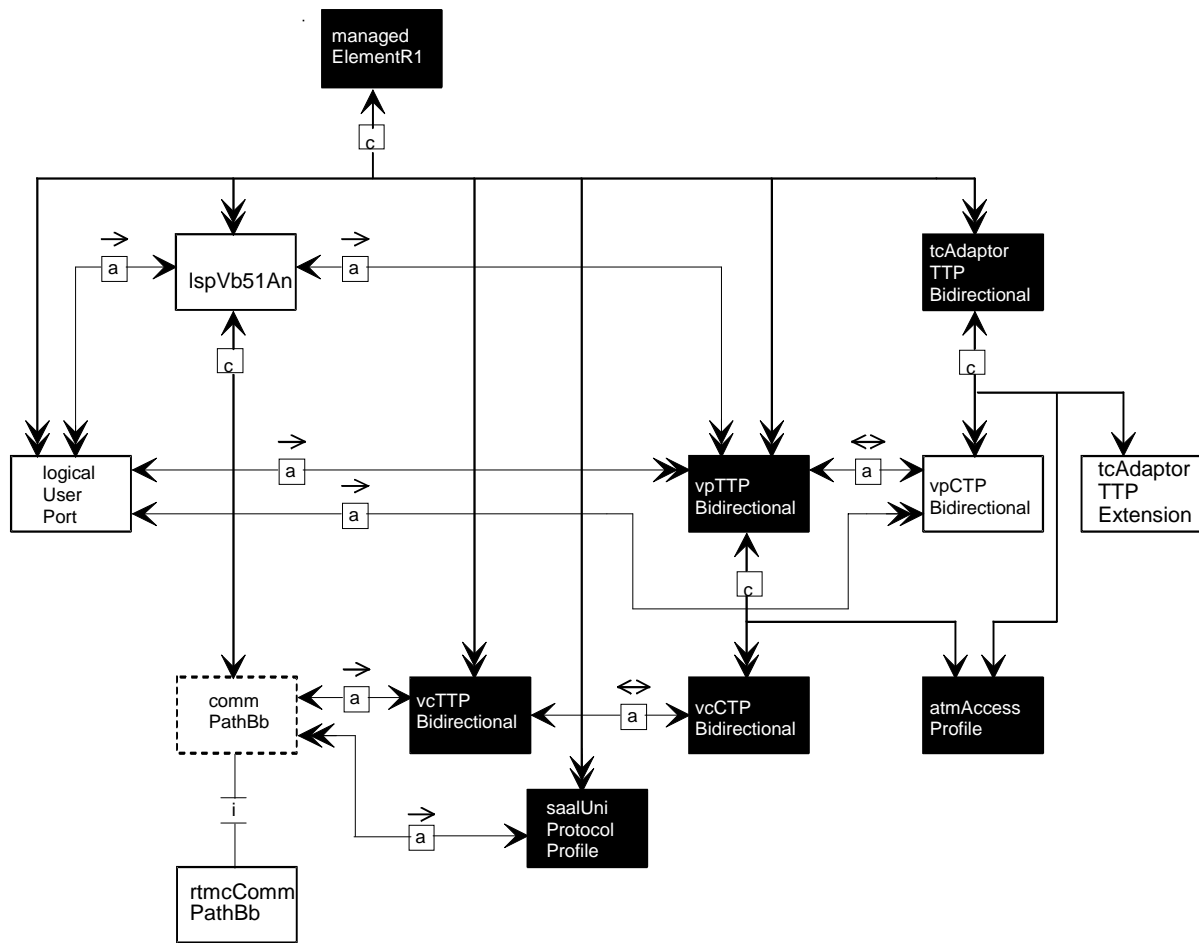 managed
ElementR1
c
a
a
lspVb51An
tcAdaptor
TTP
Bidirectional
c
c
logical
User
Port
a
a
vpTTP
Bidirectional
a
vpCTP
Bidirectional
tcAdaptor
TTP
Extension
c
comm
PathBb
a
vcTTP
Bidirectional
a
vcCTP
Bidirectional
atmAccess
Profile
i
a
saalUni
Protocol
Profile
rtmcComm
PathBb